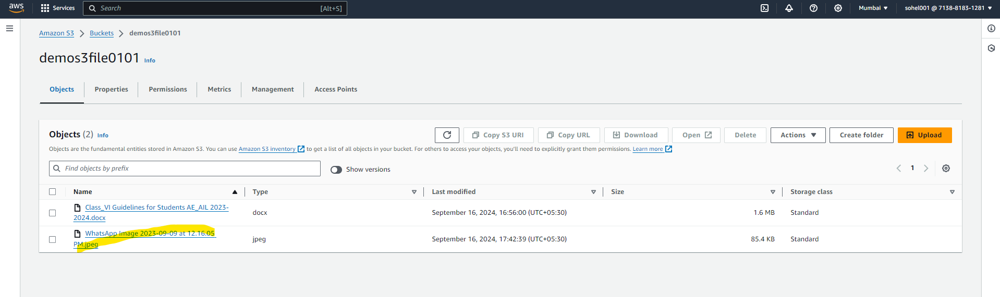 aws Services Search [Alt+S] Mumbai sohel001 @ 7138-8183-1281
Amazon S3 Buckets demos3file0101
demos3file0101 Info
Objects Properties Permissions Metrics Management Access Points
Objects (2) Info Copy S3 URI Copy URL Download Open Delete Actions Create folder Upload
Objects are the fundamental entities stored in Amazon S3. You can use Amazon S3 inventory to get a list of all objects in your bucket. For others to access your objects, you'll need to explicitly grant them permissions. Learn more
Find objects by prefix Show versions 1
Name Type Last modified Size Storage class
Class_VI Guidelines for Students AE_AIL 2023-
2024.docx docx September 16, 2024, 16:56:00 (UTC+05:30) 1.6 MB Standard
WhatsApp Image 2023-09-09 at 12.16.05
PM.jpeg jpeg September 16, 2024, 17:42:39 (UTC+05:30) 85.4 KB Standard